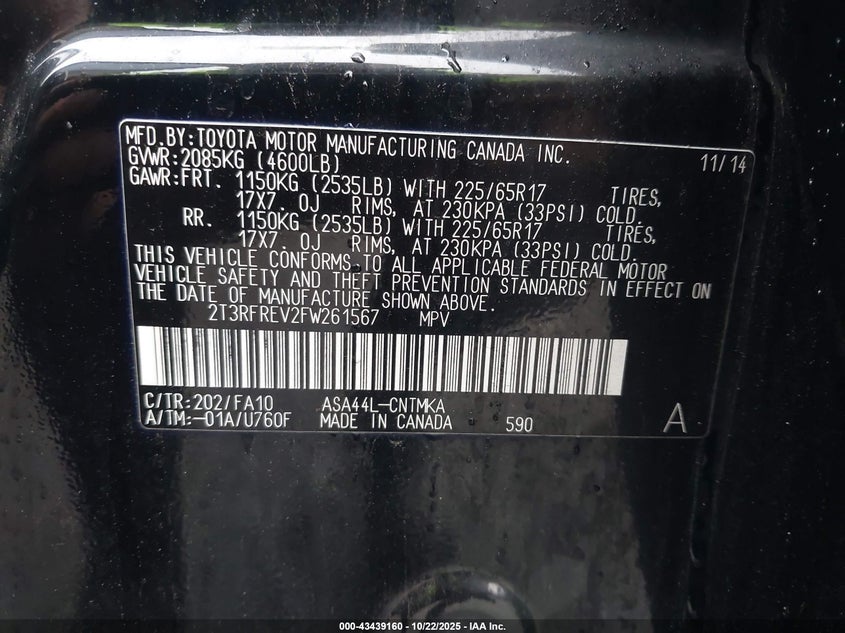 MFD.BY:TOYOTA MOTOR MANUFACTURING CANADA INC. 11/14
GVWR:2085KG (4600LB)
GAWR:FRT. 1150KG (2535LB) WITH 225/65R17 TIRES,
17X7.0J RIMS, AT 230KPA (33PSI) COLD.
RR. 1150KG (2535LB) WITH 225/65R17 TIRES,
17X7.0J RIMS, AT 230KPA (33PSI) COLD.
THIS VEHICLE CONFORMS TO ALL APPLICABLE FEDERAL MOTOR
VEHICLE SAFETY AND THEFT PREVENTION STANDARDS IN EFFECT ON
THE DATE OF MANUFACTURE SHOWN ABOVE.
2T3RFREV2FW261567 MPV
C/TR:202/FA10 ASA44L-CNTMKA
A/TM:-01A/U760F MADE IN CANADA 590 A
000-43439160 - 10/22/2025 - IAA Inc.